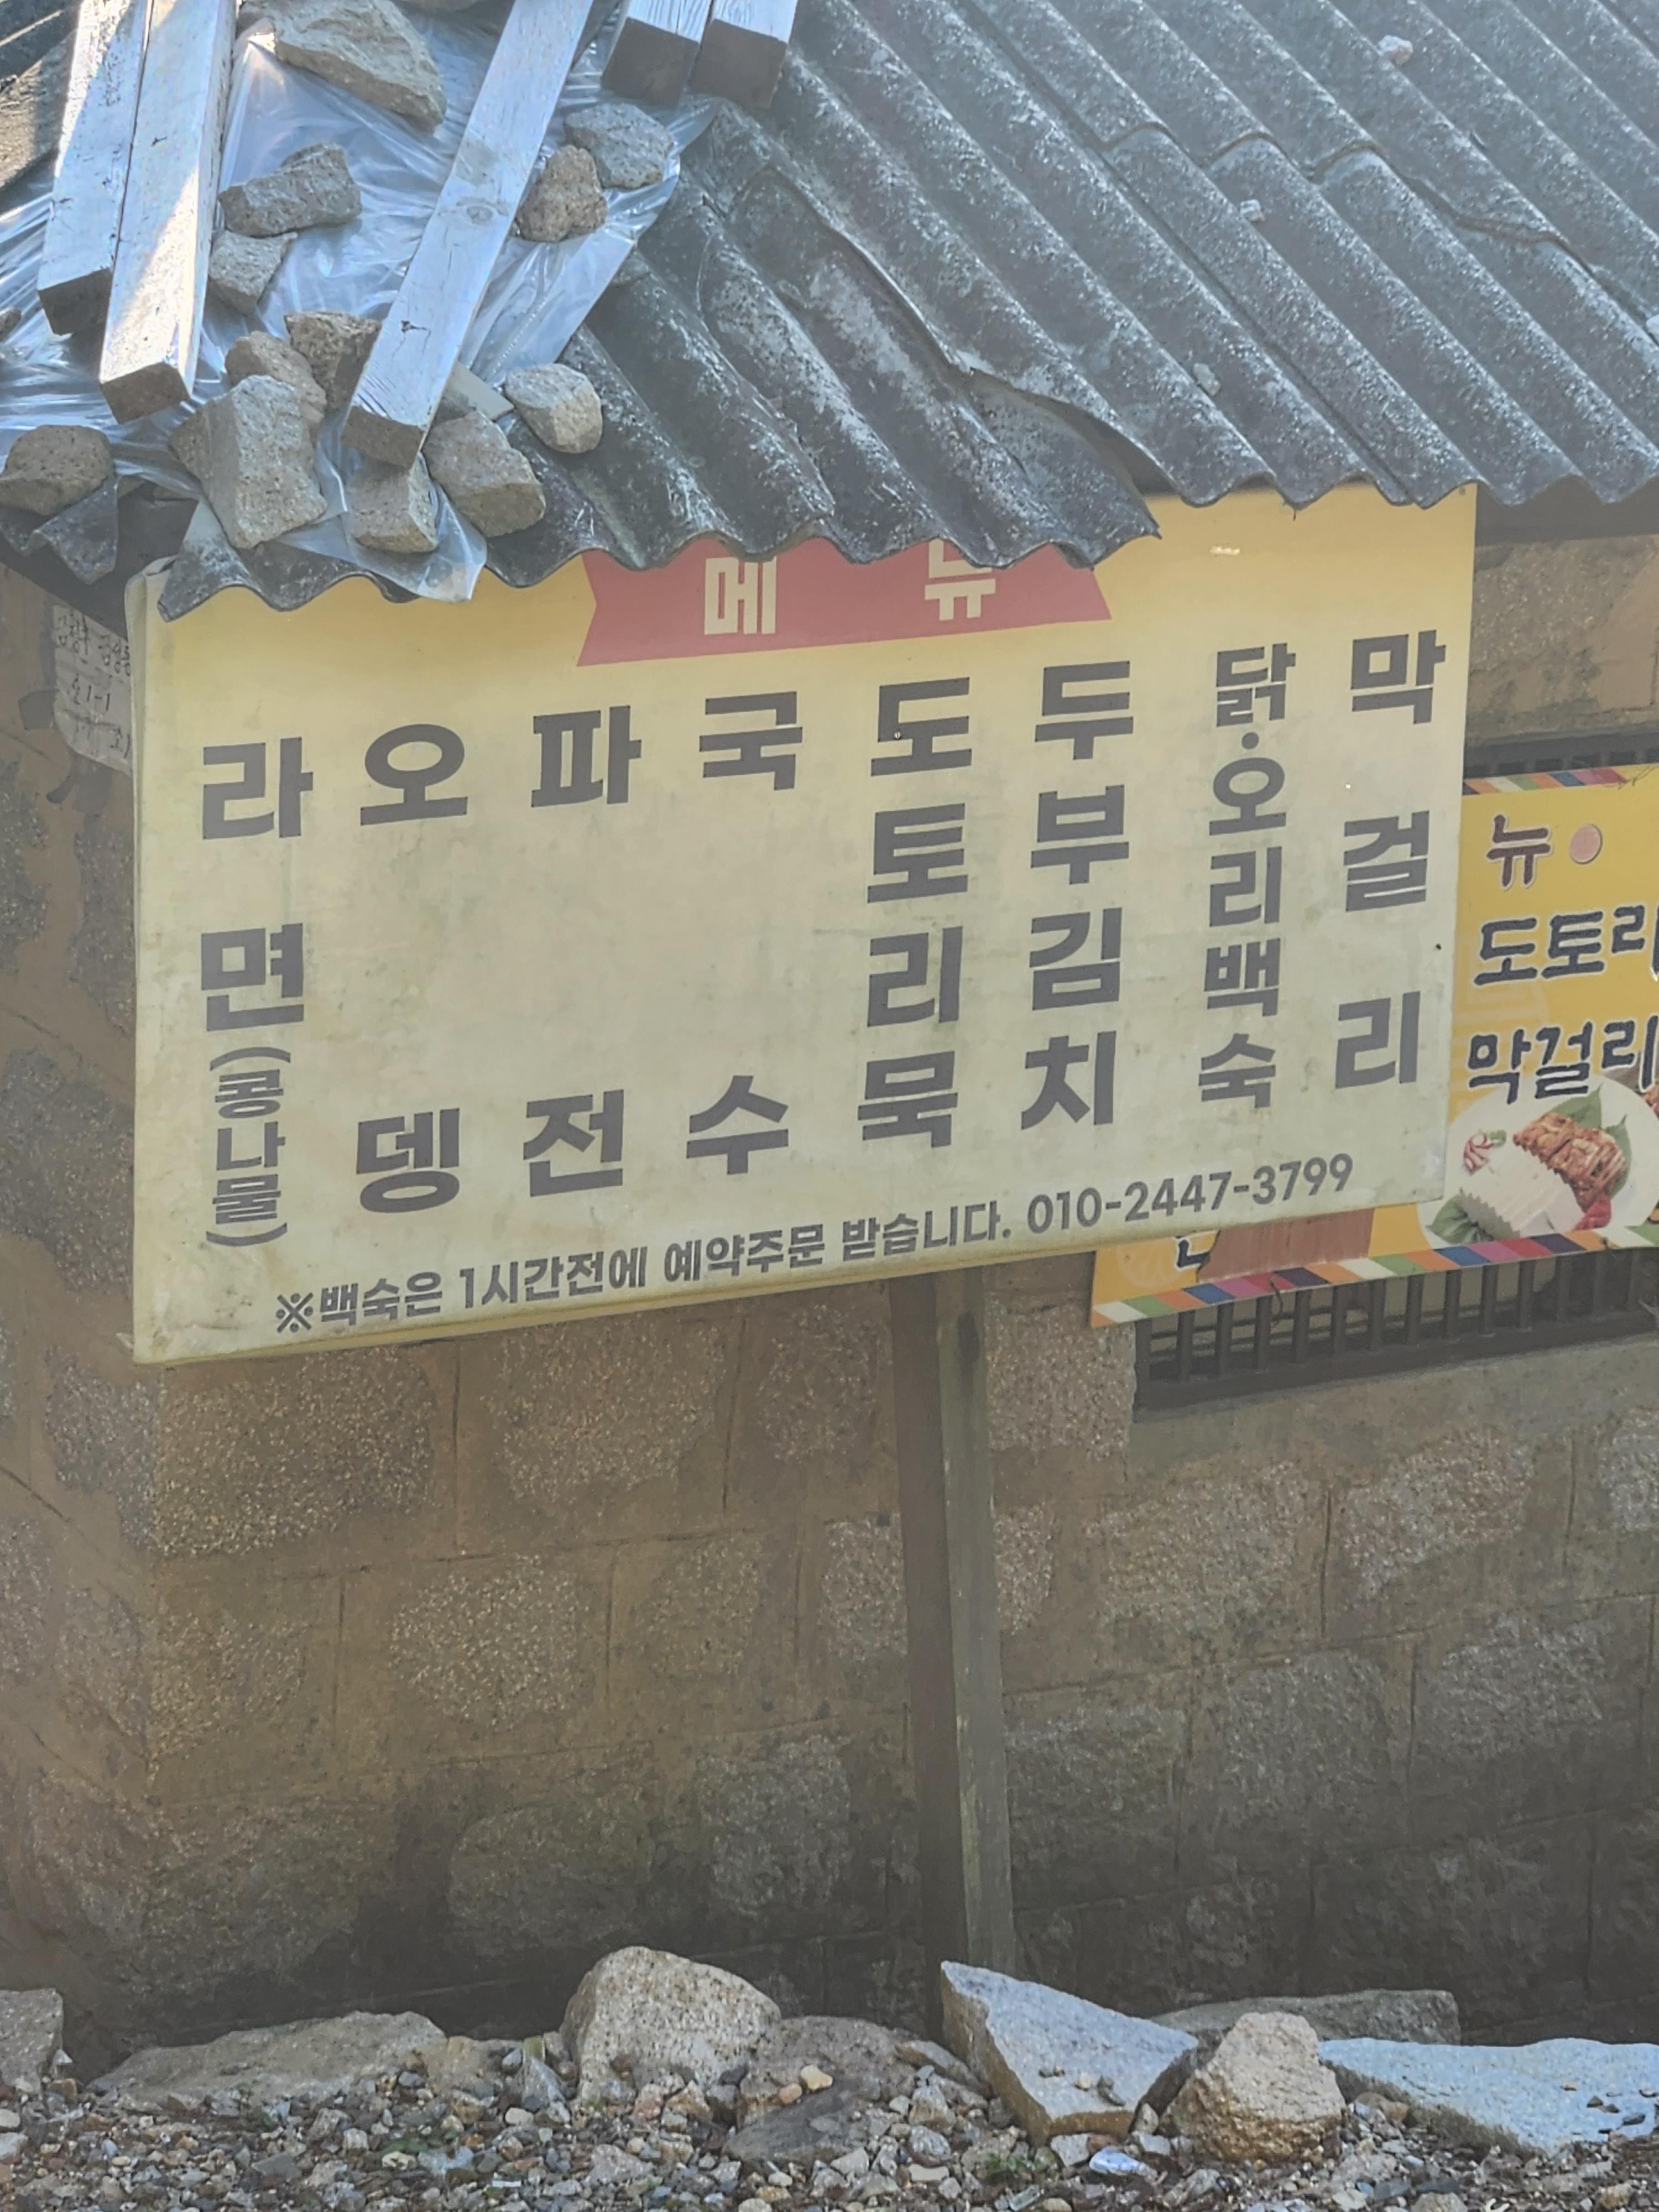 메뉴
라면(콩나물)
오뎅
파전
국수
도토리묵
두부김치
닭·오리백숙
막걸리
※백숙은 1시간전에 예약주문 받습니다. 010-2447-3799
뉴
도토리
막걸리